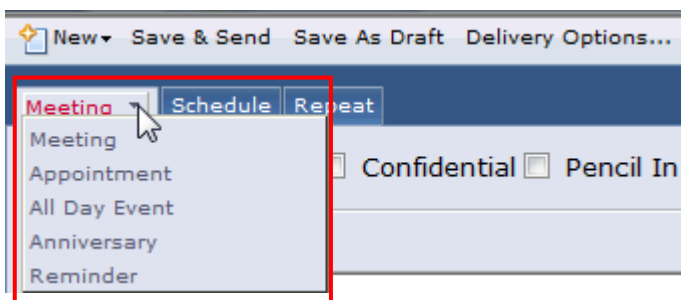 New Save & Send Save As Draft Delivery Options...
Meeting Schedule Repeat
Meeting
Confidential Pencil In
Appointment
All Day Event
Anniversary
Reminder